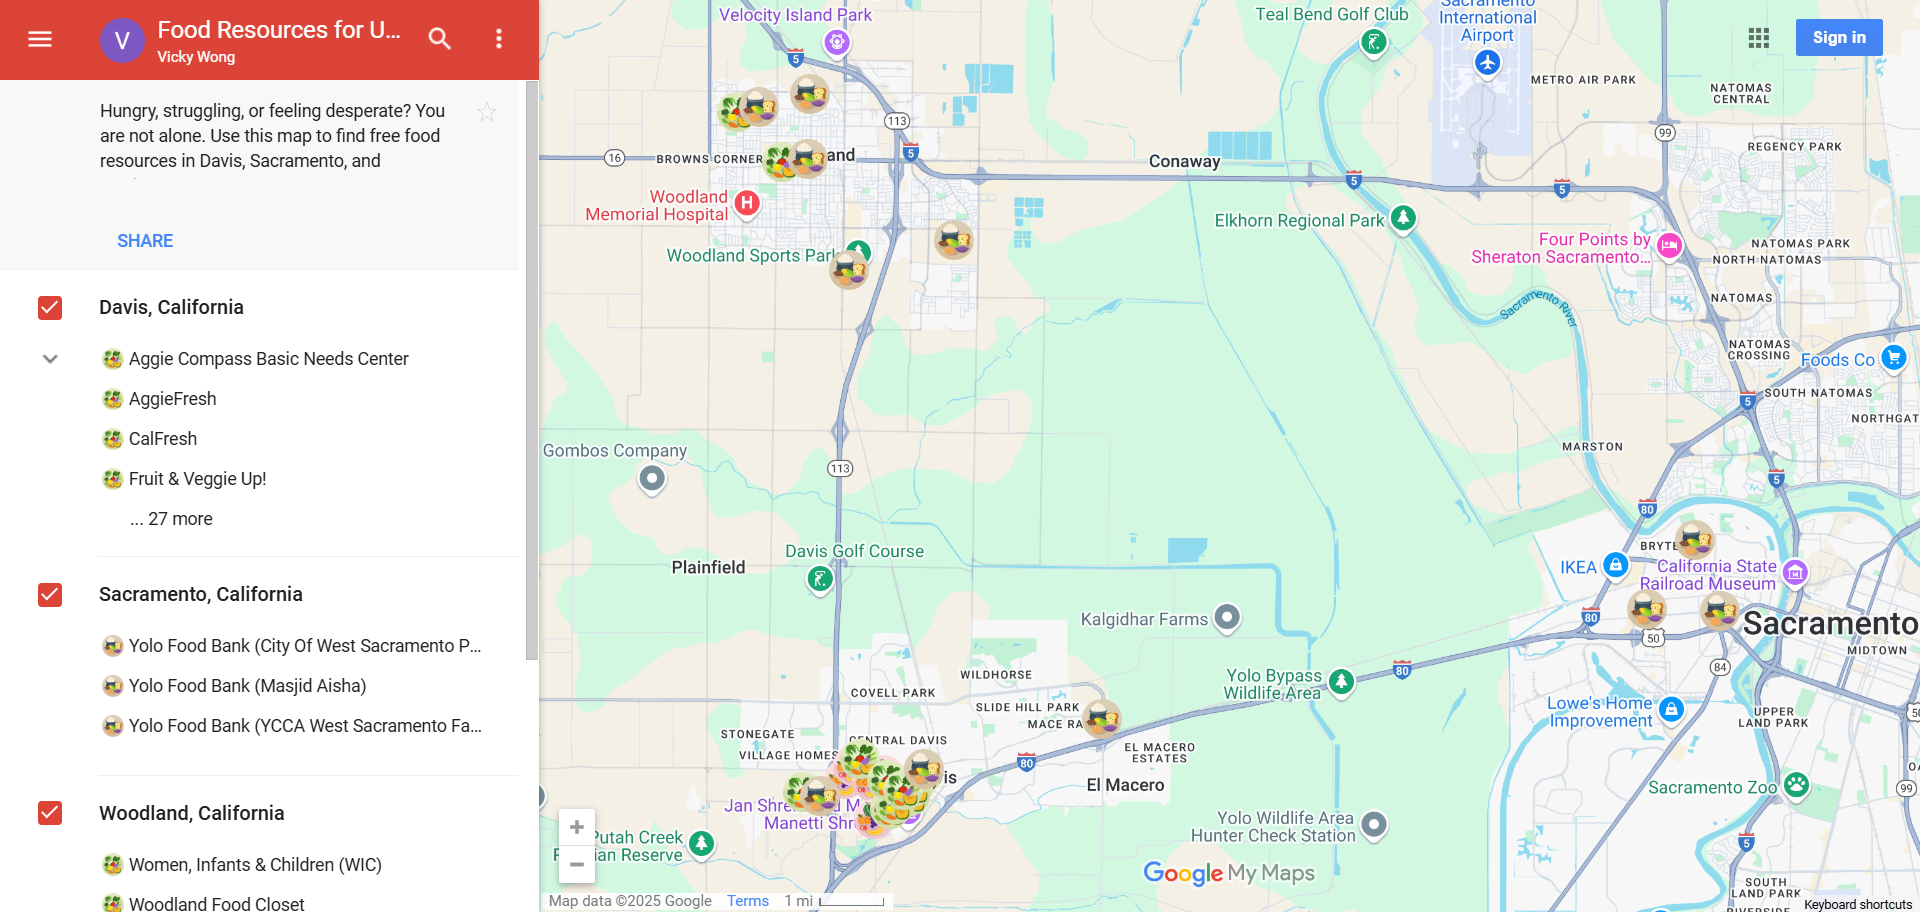 V
Food Resources for U...
Vicky Wong
Hungry, struggling, or feeling desperate? You
are not alone. Use this map to find free food
resources in Davis, Sacramento, and
SHARE
Davis, California
Aggie Compass Basic Needs Center
AggieFresh
CalFresh
Fruit & Veggie Up!
... 27 more
Sacramento, California
Yolo Food Bank (City Of West Sacramento P...
Yolo Food Bank (Masjid Aisha)
Yolo Food Bank (YCCA West Sacramento Fa...
Woodland, California
Women, Infants & Children (WIC)
Woodland Food Closet
Velocity Island Park
Teal Bend Golf Club
Sacramento
International
Airport
Sign in
METRO AIR PARK
NATOMAS
CENTRAL
5
113
99
16
BROWNS CORNER
and
5
Conaway
REGENCY PARK
5
5
Woodland
Memorial Hospital
H
Elkhorn Regional Park
Four Points by
Sheraton Sacramento...
NATOMAS PARK
NORTH NATOMAS
Woodland Sports Park
NATOMAS
Sacramento River
NATOMAS
CROSSING
Foods Co
SOUTH NATOMAS
5
NORTHGAT
MARSTON
Gombos Company
113
5
80
Davis Golf Course
Plainfield
BRYTE
IKEA
California State
Railroad Museum
Kalgidhar Farms
80
50
Sacramento
MIDTOWN
84
80
Yolo Bypass
Wildlife Area
WILDHORSE
COVELL PARK
SLIDE HILL PARK
MACE RA
Lowe's Home
Improvement
UPPER
LAND PARK
50
STONEGATE
CENTRAL DAVIS
VILLAGE HOMES
EL MACERO
ESTATES
80
is
El Macero
Sacramento Zoo
99
Jan Shre
d M
Manetti Shr
Yolo Wildlife Area
Hunter Check Station
Putah Creek
ian Reserve
5
Google My Maps
SOUTH
LAND PARK
RIVERSIDE
Map data ©2025 Google
Terms
1 mi
Keyboard shortcuts